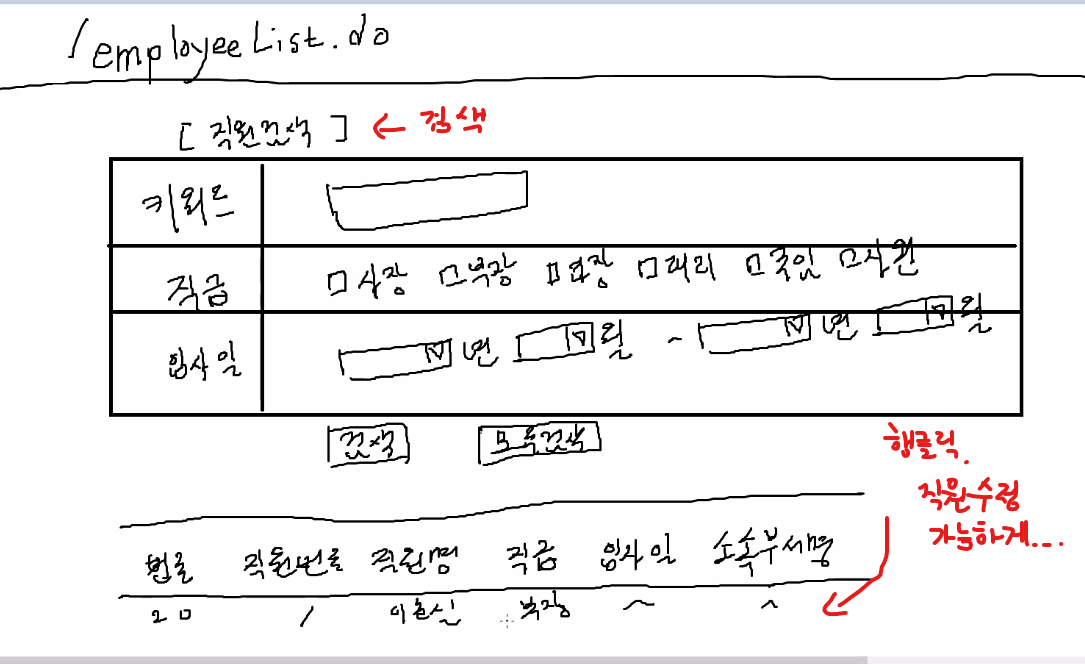 /employeeList.do
[ 직원검색 ] ← 검색
키워드
직급 □사장 □부장 □과장 □대리 □주임 □사원
입사일 년 월 ~ 년 월
검색 모두검색
행클릭.
직원수정
가능하게...
번호 직원번호 직원명 직급 입사일 소속부서명
20 1 이순신 부장 ~ ^